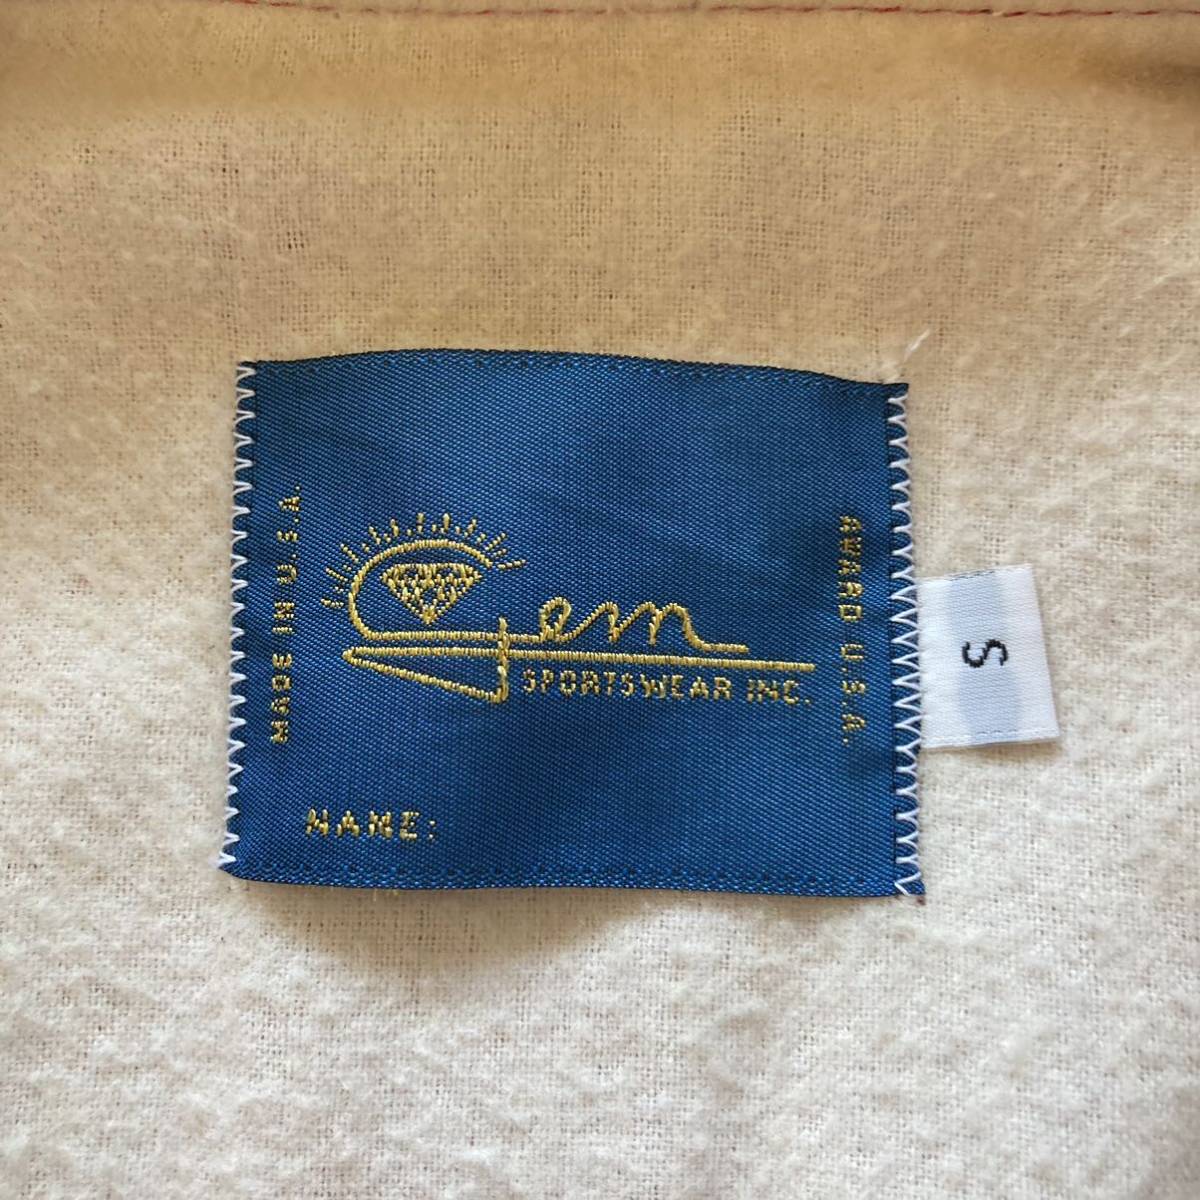 MADE IN U.S.A.
Gem
SPORTSWEAR INC.
AWARD U.S.A.
NAME:
S